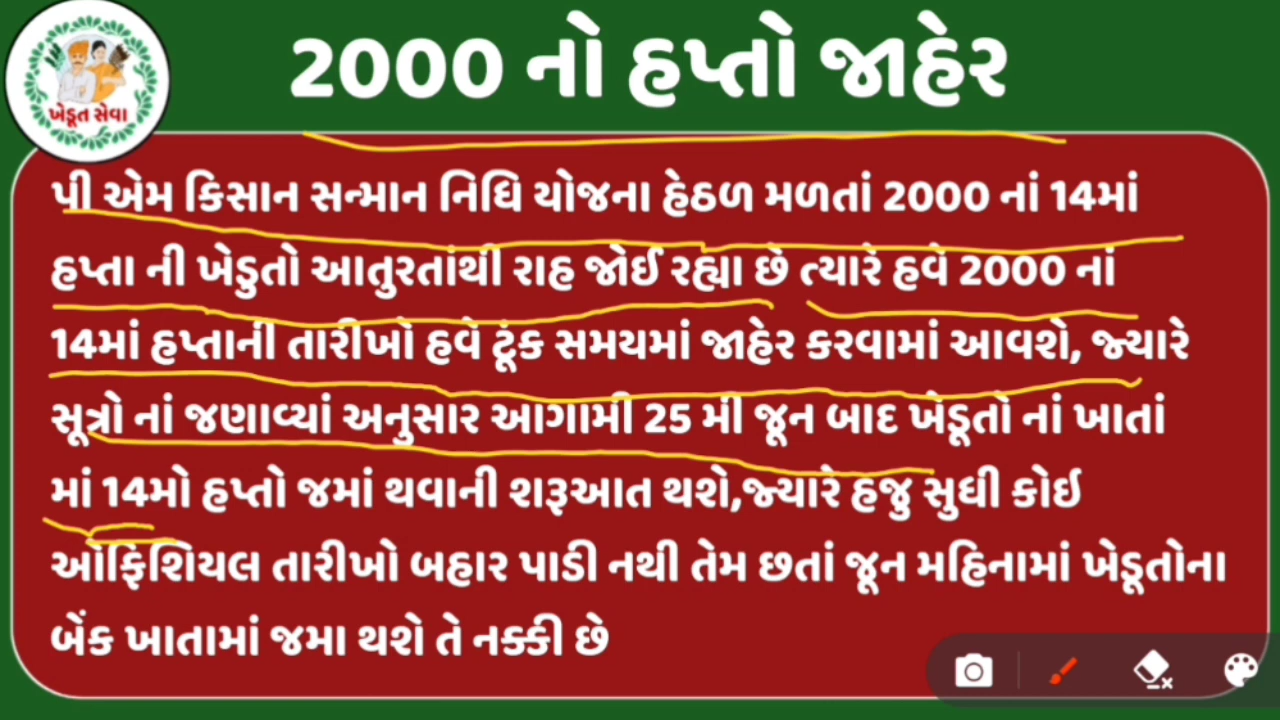 ખેડૂત સેવા
2000 નો હપ્તો જાહેર
પી એમ કિસાન સન્માન નિધિ યોજના હેઠળ મળતાં 2000 નાં 14માં
હપ્તા ની ખેડુતો આતુરતાંથી રાહ જોઈ રહ્યા છે ત્યારે હવે 2000 નાં
14માં હપ્તાની તારીખો હવે ટૂંક સમયમાં જાહેર કરવામાં આવશે, જ્યારે
સૂત્રો નાં જણાવ્યાં અનુસાર આગામી 25 મી જૂન બાદ ખેડૂતો નાં ખાતાં
માં 14મો હપ્તો જમાં થવાની શરૂઆત થશે,જ્યારે હજુ સુધી કોઇ
ઓફિશિયલ તારીખો બહાર પાડી નથી તેમ છતાં જૂન મહિનામાં ખેડૂતોના
બેંક ખાતામાં જમા થશે તે નક્કી છે